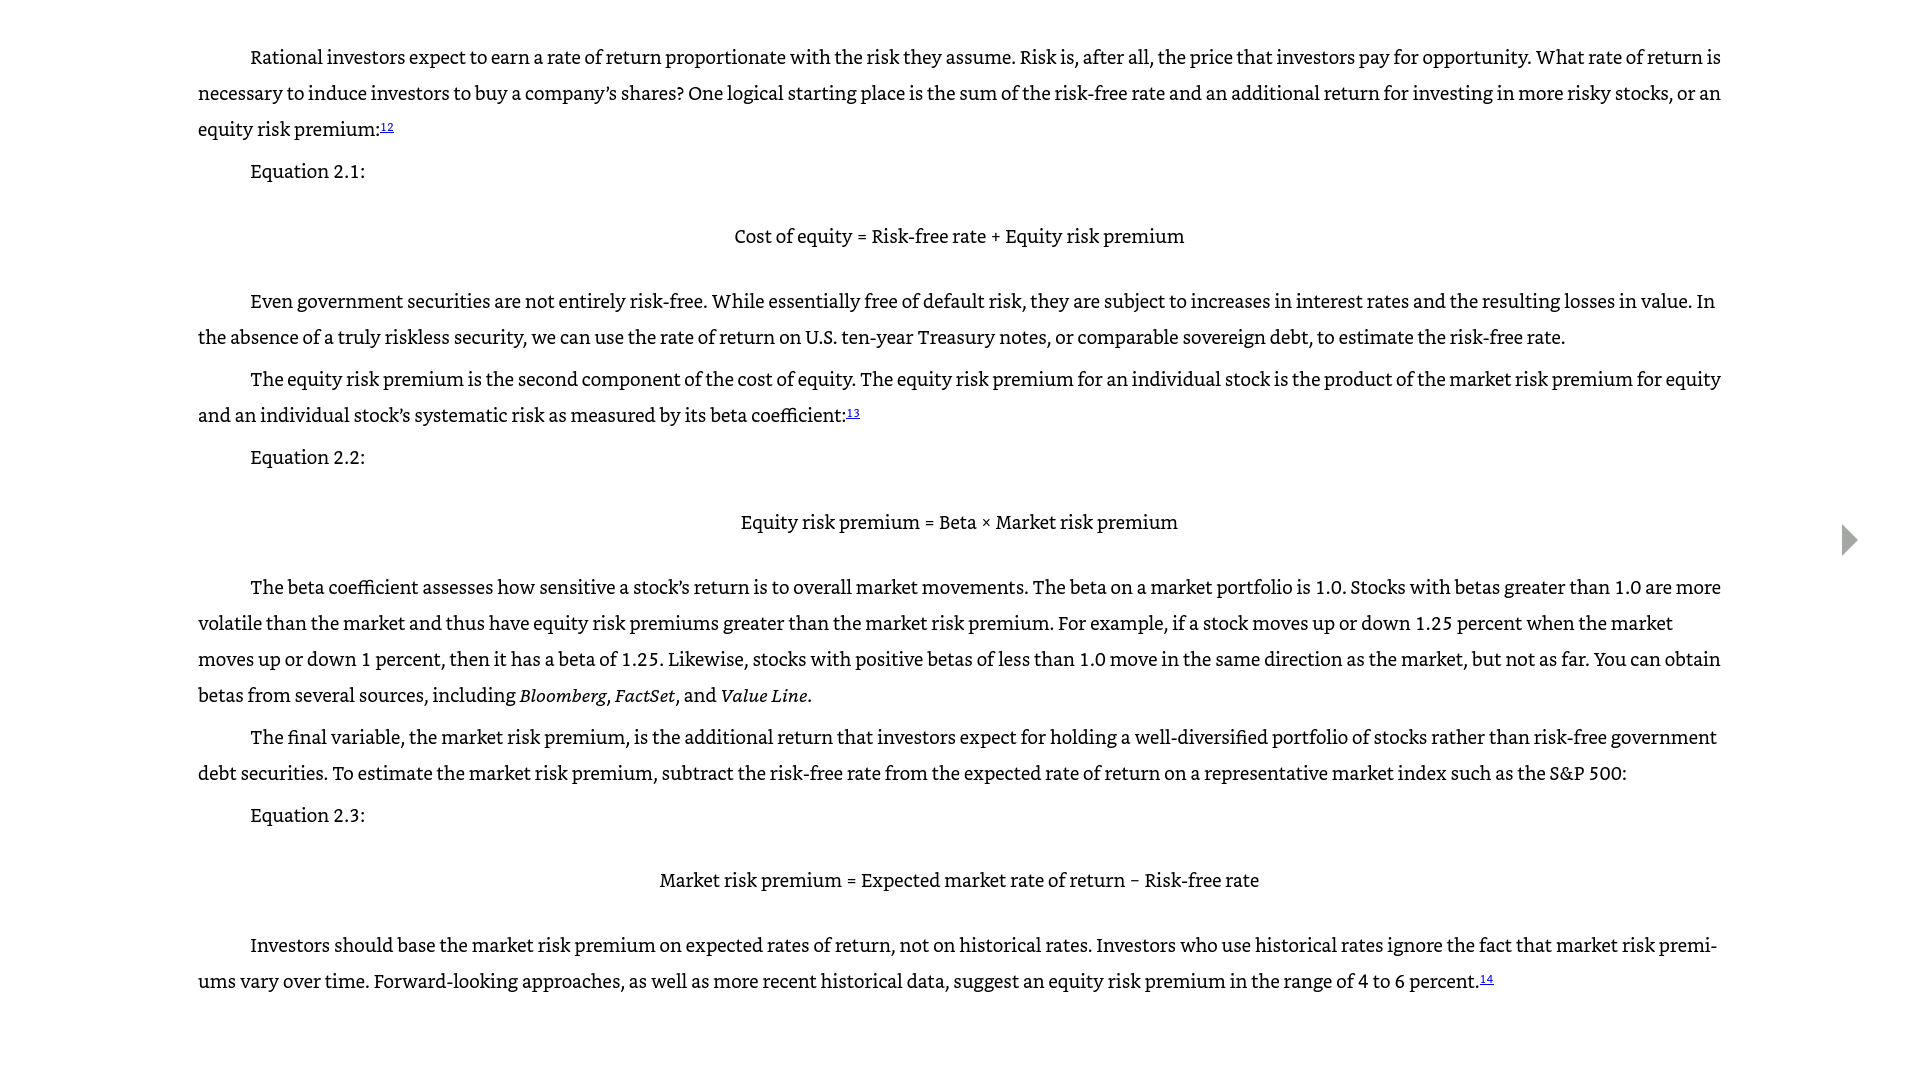 Rational investors expect to earn a rate of return proportionate with the risk they assume. Risk is, after all, the price that investors pay for opportunity. What rate of return is
necessary to induce investors to buy a company’s shares? One logical starting place is the sum of the risk-free rate and an additional return for investing in more risky stocks, or an
equity risk premium:12
Equation 2.1:
Cost of equity = Risk-free rate + Equity risk premium
Even government securities are not entirely risk-free. While essentially free of default risk, they are subject to increases in interest rates and the resulting losses in value. In
the absence of a truly riskless security, we can use the rate of return on U.S. ten-year Treasury notes, or comparable sovereign debt, to estimate the risk-free rate.
The equity risk premium is the second component of the cost of equity. The equity risk premium for an individual stock is the product of the market risk premium for equity
and an individual stock’s systematic risk as measured by its beta coefficient:13
Equation 2.2:
Equity risk premium = Beta × Market risk premium
The beta coefficient assesses how sensitive a stock’s return is to overall market movements. The beta on a market portfolio is 1.0. Stocks with betas greater than 1.0 are more
volatile than the market and thus have equity risk premiums greater than the market risk premium. For example, if a stock moves up or down 1.25 percent when the market
moves up or down 1 percent, then it has a beta of 1.25. Likewise, stocks with positive betas of less than 1.0 move in the same direction as the market, but not as far. You can obtain
betas from several sources, including Bloomberg, FactSet, and Value Line.
The final variable, the market risk premium, is the additional return that investors expect for holding a well-diversified portfolio of stocks rather than risk-free government
debt securities. To estimate the market risk premium, subtract the risk-free rate from the expected rate of return on a representative market index such as the S&P 500:
Equation 2.3:
Market risk premium = Expected market rate of return − Risk-free rate
Investors should base the market risk premium on expected rates of return, not on historical rates. Investors who use historical rates ignore the fact that market risk premi-
ums vary over time. Forward-looking approaches, as well as more recent historical data, suggest an equity risk premium in the range of 4 to 6 percent.14